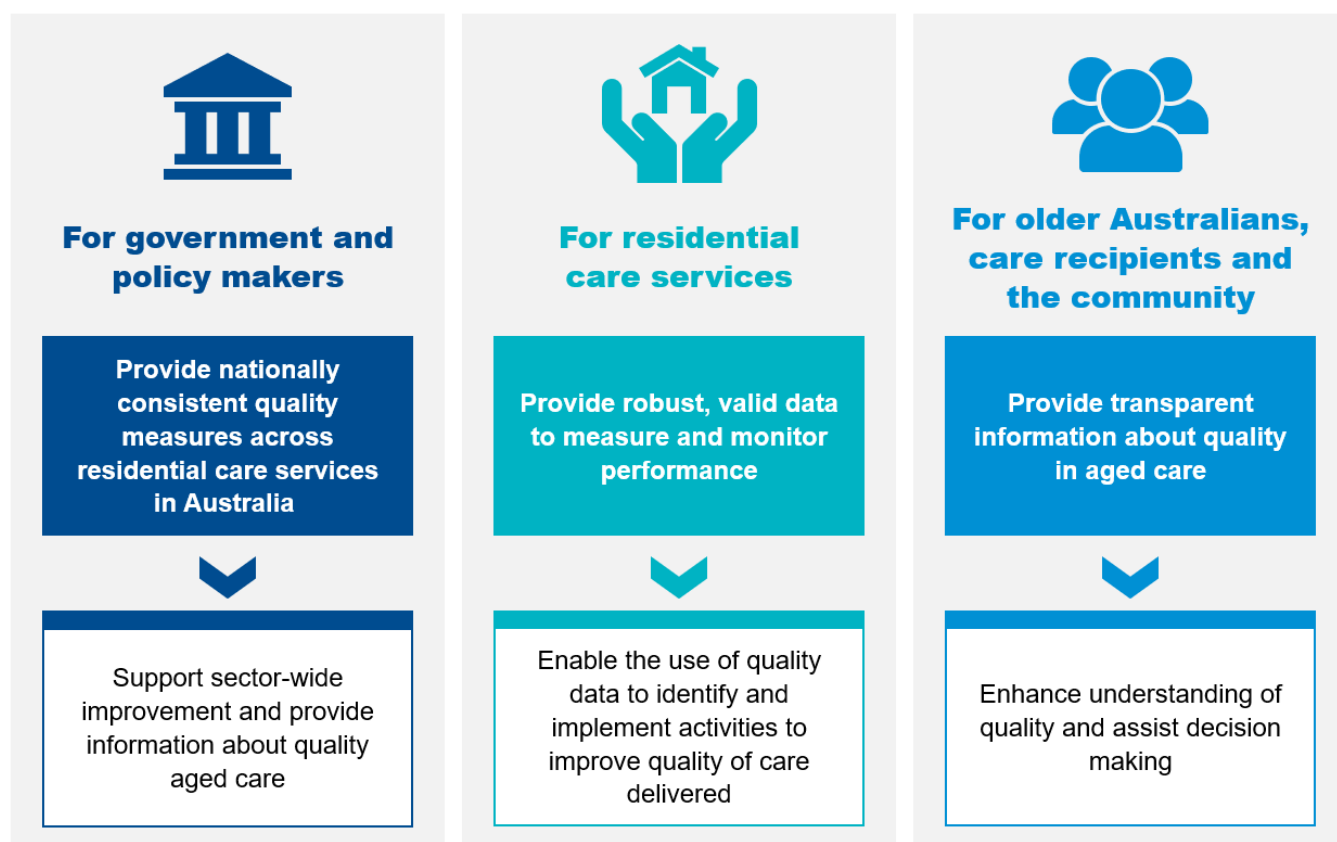 For government and
policy makers
Provide nationally
consistent quality
measures across
residential care services
in Australia
Support sector-wide
improvement and provide
information about quality
aged care
For residential
care services
Provide robust, valid data
to measure and monitor
performance
Enable the use of quality
data to identify and
implement activities to
improve quality of care
delivered
For older Australians,
care recipients and
the community
Provide transparent
information about quality
in aged care
Enhance understanding of
quality and assist decision
making